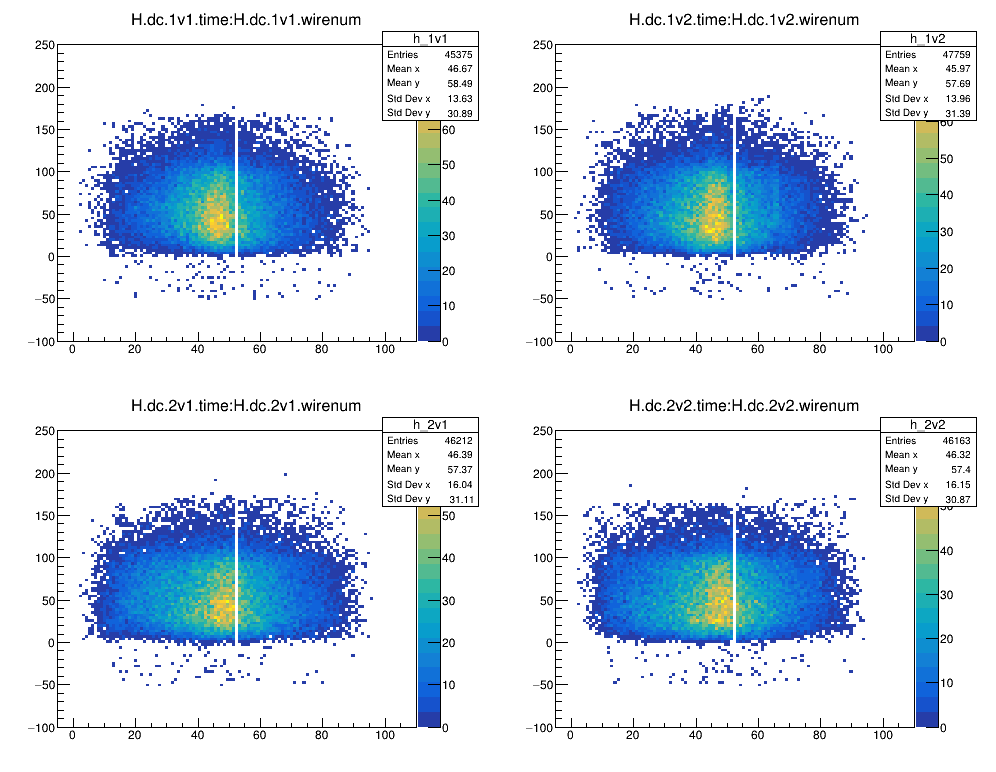 H.dc.1v1.time:H.dc.1v1.wirenum
h_1v1
Entries 45375
Mean x 46.67
Mean y 58.49
Std Dev x 13.63
Std Dev y 30.89
250
200
150
100
50
0
−50
−100
0 20 40 60 80 100
60
50
40
30
20
10
0
H.dc.1v2.time:H.dc.1v2.wirenum
h_1v2
Entries 47759
Mean x 45.97
Mean y 57.69
Std Dev x 13.96
Std Dev y 31.39
250
200
150
100
50
0
−50
−100
0 20 40 60 80 100
60
50
40
30
20
10
0
H.dc.2v1.time:H.dc.2v1.wirenum
h_2v1
Entries 46212
Mean x 46.39
Mean y 57.37
Std Dev x 16.04
Std Dev y 31.11
250
200
150
100
50
0
−50
−100
0 20 40 60 80 100
50
40
30
20
10
0
H.dc.2v2.time:H.dc.2v2.wirenum
h_2v2
Entries 46163
Mean x 46.32
Mean y 57.4
Std Dev x 16.15
Std Dev y 30.87
250
200
150
100
50
0
−50
−100
0 20 40 60 80 100
50
40
30
20
10
0